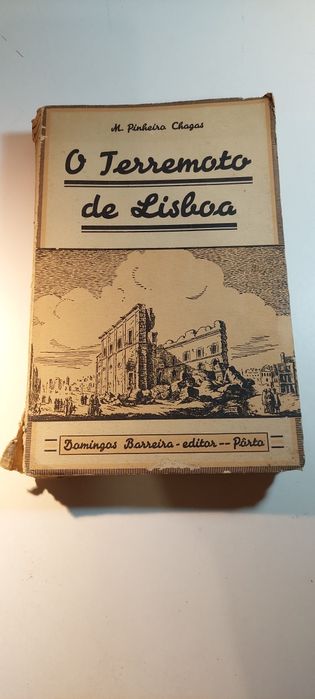 M. Pinheiro Chagas
O Terremoto
de Lisboa
Domingos Barreira - editor -- Pôrto